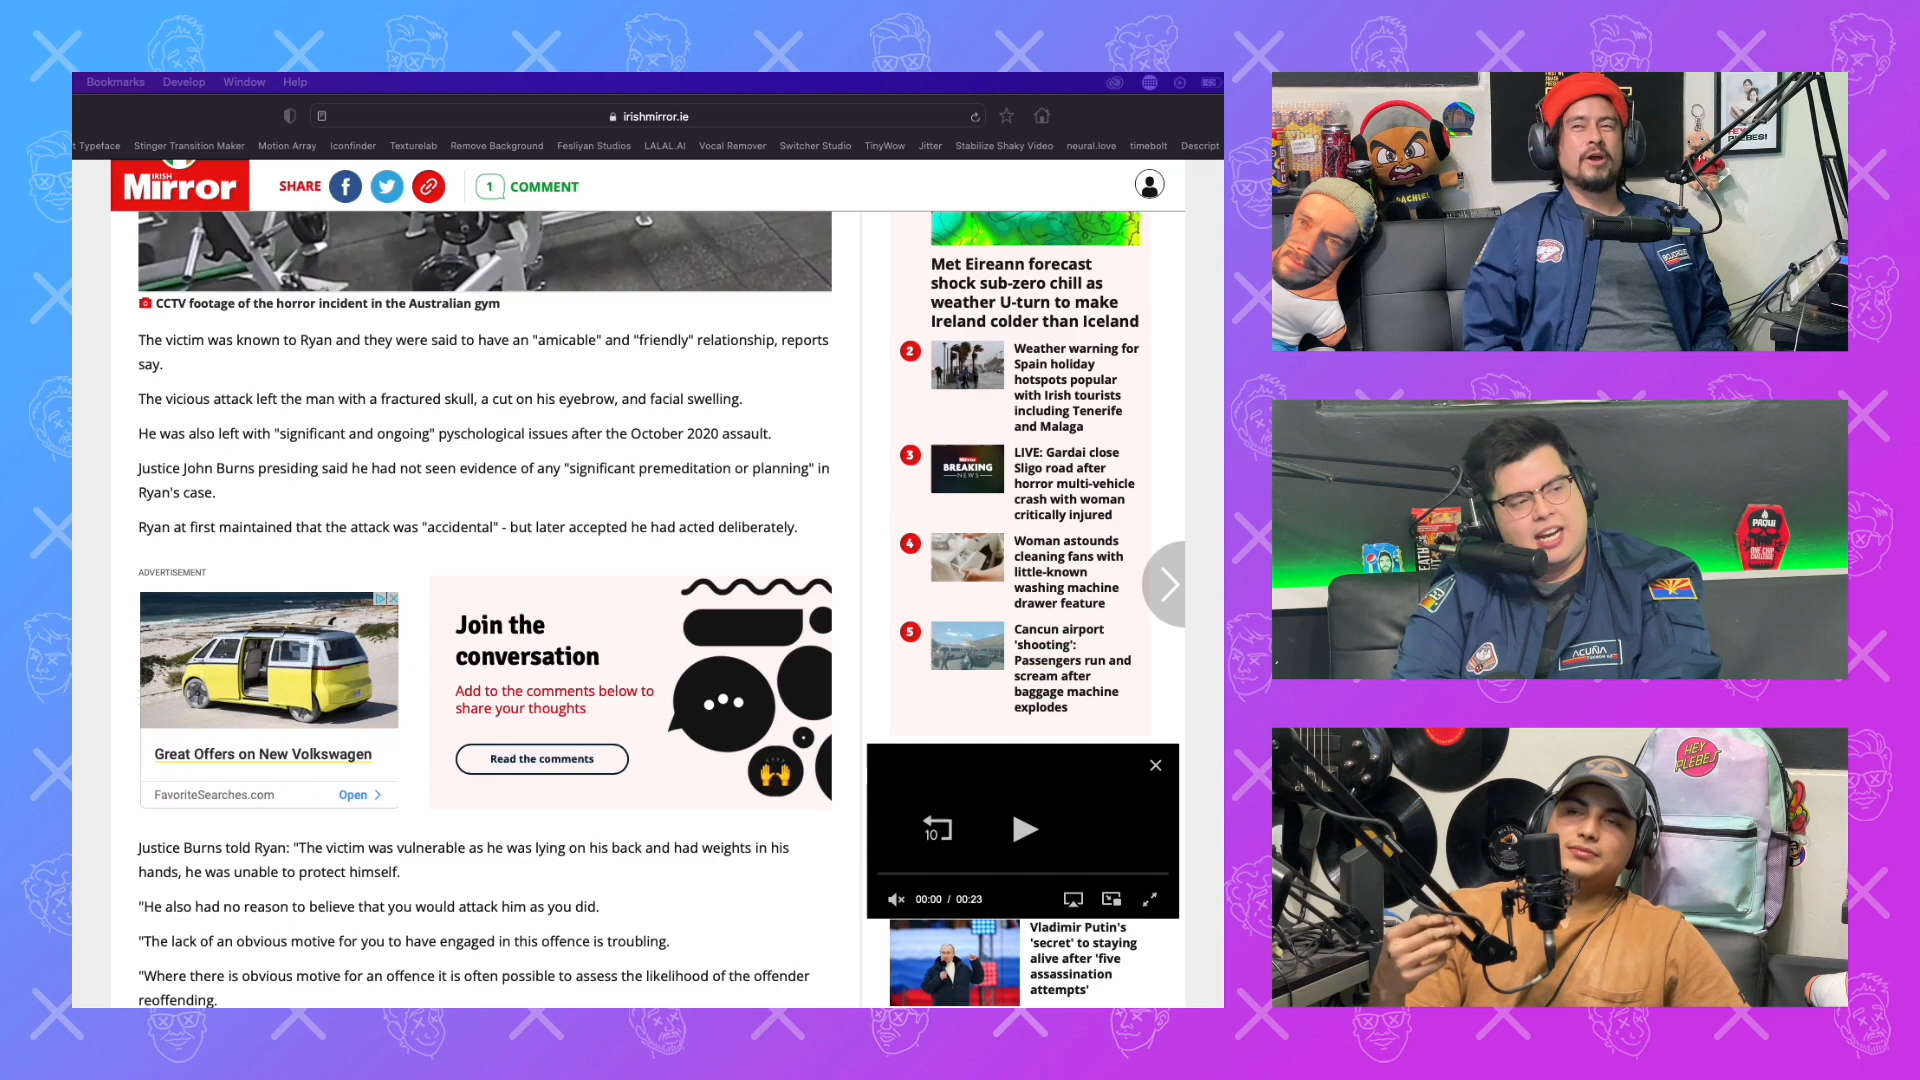 Bookmarks Develop Window Help
irishmirror.ie
t Typeface Stinger Transition Maker Motion Array Iconfinder Texturelab Remove Background Fesliyan Studios LALAL.AI Vocal Remover Switcher Studio TinyWow Jitter Stabilize Shaky Video neural.love timebolt Descript
IRISH
Mirror
SHARE
1 COMMENT
CCTV footage of the horror incident in the Australian gym
The victim was known to Ryan and they were said to have an "amicable" and "friendly" relationship, reports
say.
The vicious attack left the man with a fractured skull, a cut on his eyebrow, and facial swelling.
He was also left with "significant and ongoing" pyschological issues after the October 2020 assault.
Justice John Burns presiding said he had not seen evidence of any "significant premeditation or planning" in
Ryan's case.
Ryan at first maintained that the attack was "accidental" - but later accepted he had acted deliberately.
ADVERTISEMENT
Great Offers on New Volkswagen
FavoriteSearches.com
Open
Join the
conversation
Add to the comments below to
share your thoughts
Read the comments
Justice Burns told Ryan: "The victim was vulnerable as he was lying on his back and had weights in his
hands, he was unable to protect himself.
"He also had no reason to believe that you would attack him as you did.
"The lack of an obvious motive for you to have engaged in this offence is troubling.
"Where there is obvious motive for an offence it is often possible to assess the likelihood of the offender
reoffending.
Met Eireann forecast
shock sub-zero chill as
weather U-turn to make
Ireland colder than Iceland
2
Weather warning for
Spain holiday
hotspots popular
with Irish tourists
including Tenerife
and Malaga
3
Mirror
BREAKING
NEWS
LIVE: Gardai close
Sligo road after
horror multi-vehicle
crash with woman
critically injured
4
Woman astounds
cleaning fans with
little-known
washing machine
drawer feature
5
Cancun airport
'shooting':
Passengers run and
scream after
baggage machine
explodes
10
00:00 / 00:23
Vladimir Putin's
'secret' to staying
alive after 'five
assassination
attempts'
HEY
PLEBES!
BOJORQUEZ
PAQUI
ONE CHIP
CHALLENGE
ACUÑA
HEY
PLEBES